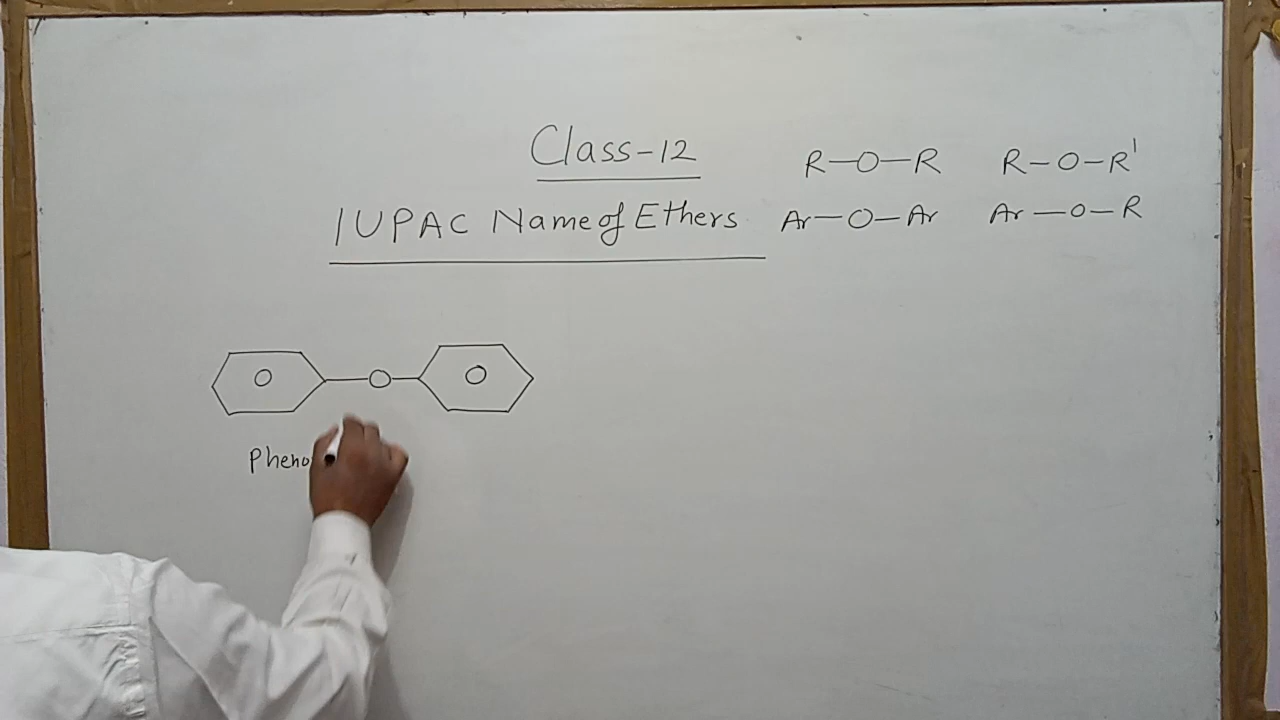 Class-12
R-O-R R-O-R'
IUPAC Name of Ethers
Ar-O-Ar Ar-O-R
O
Pheno